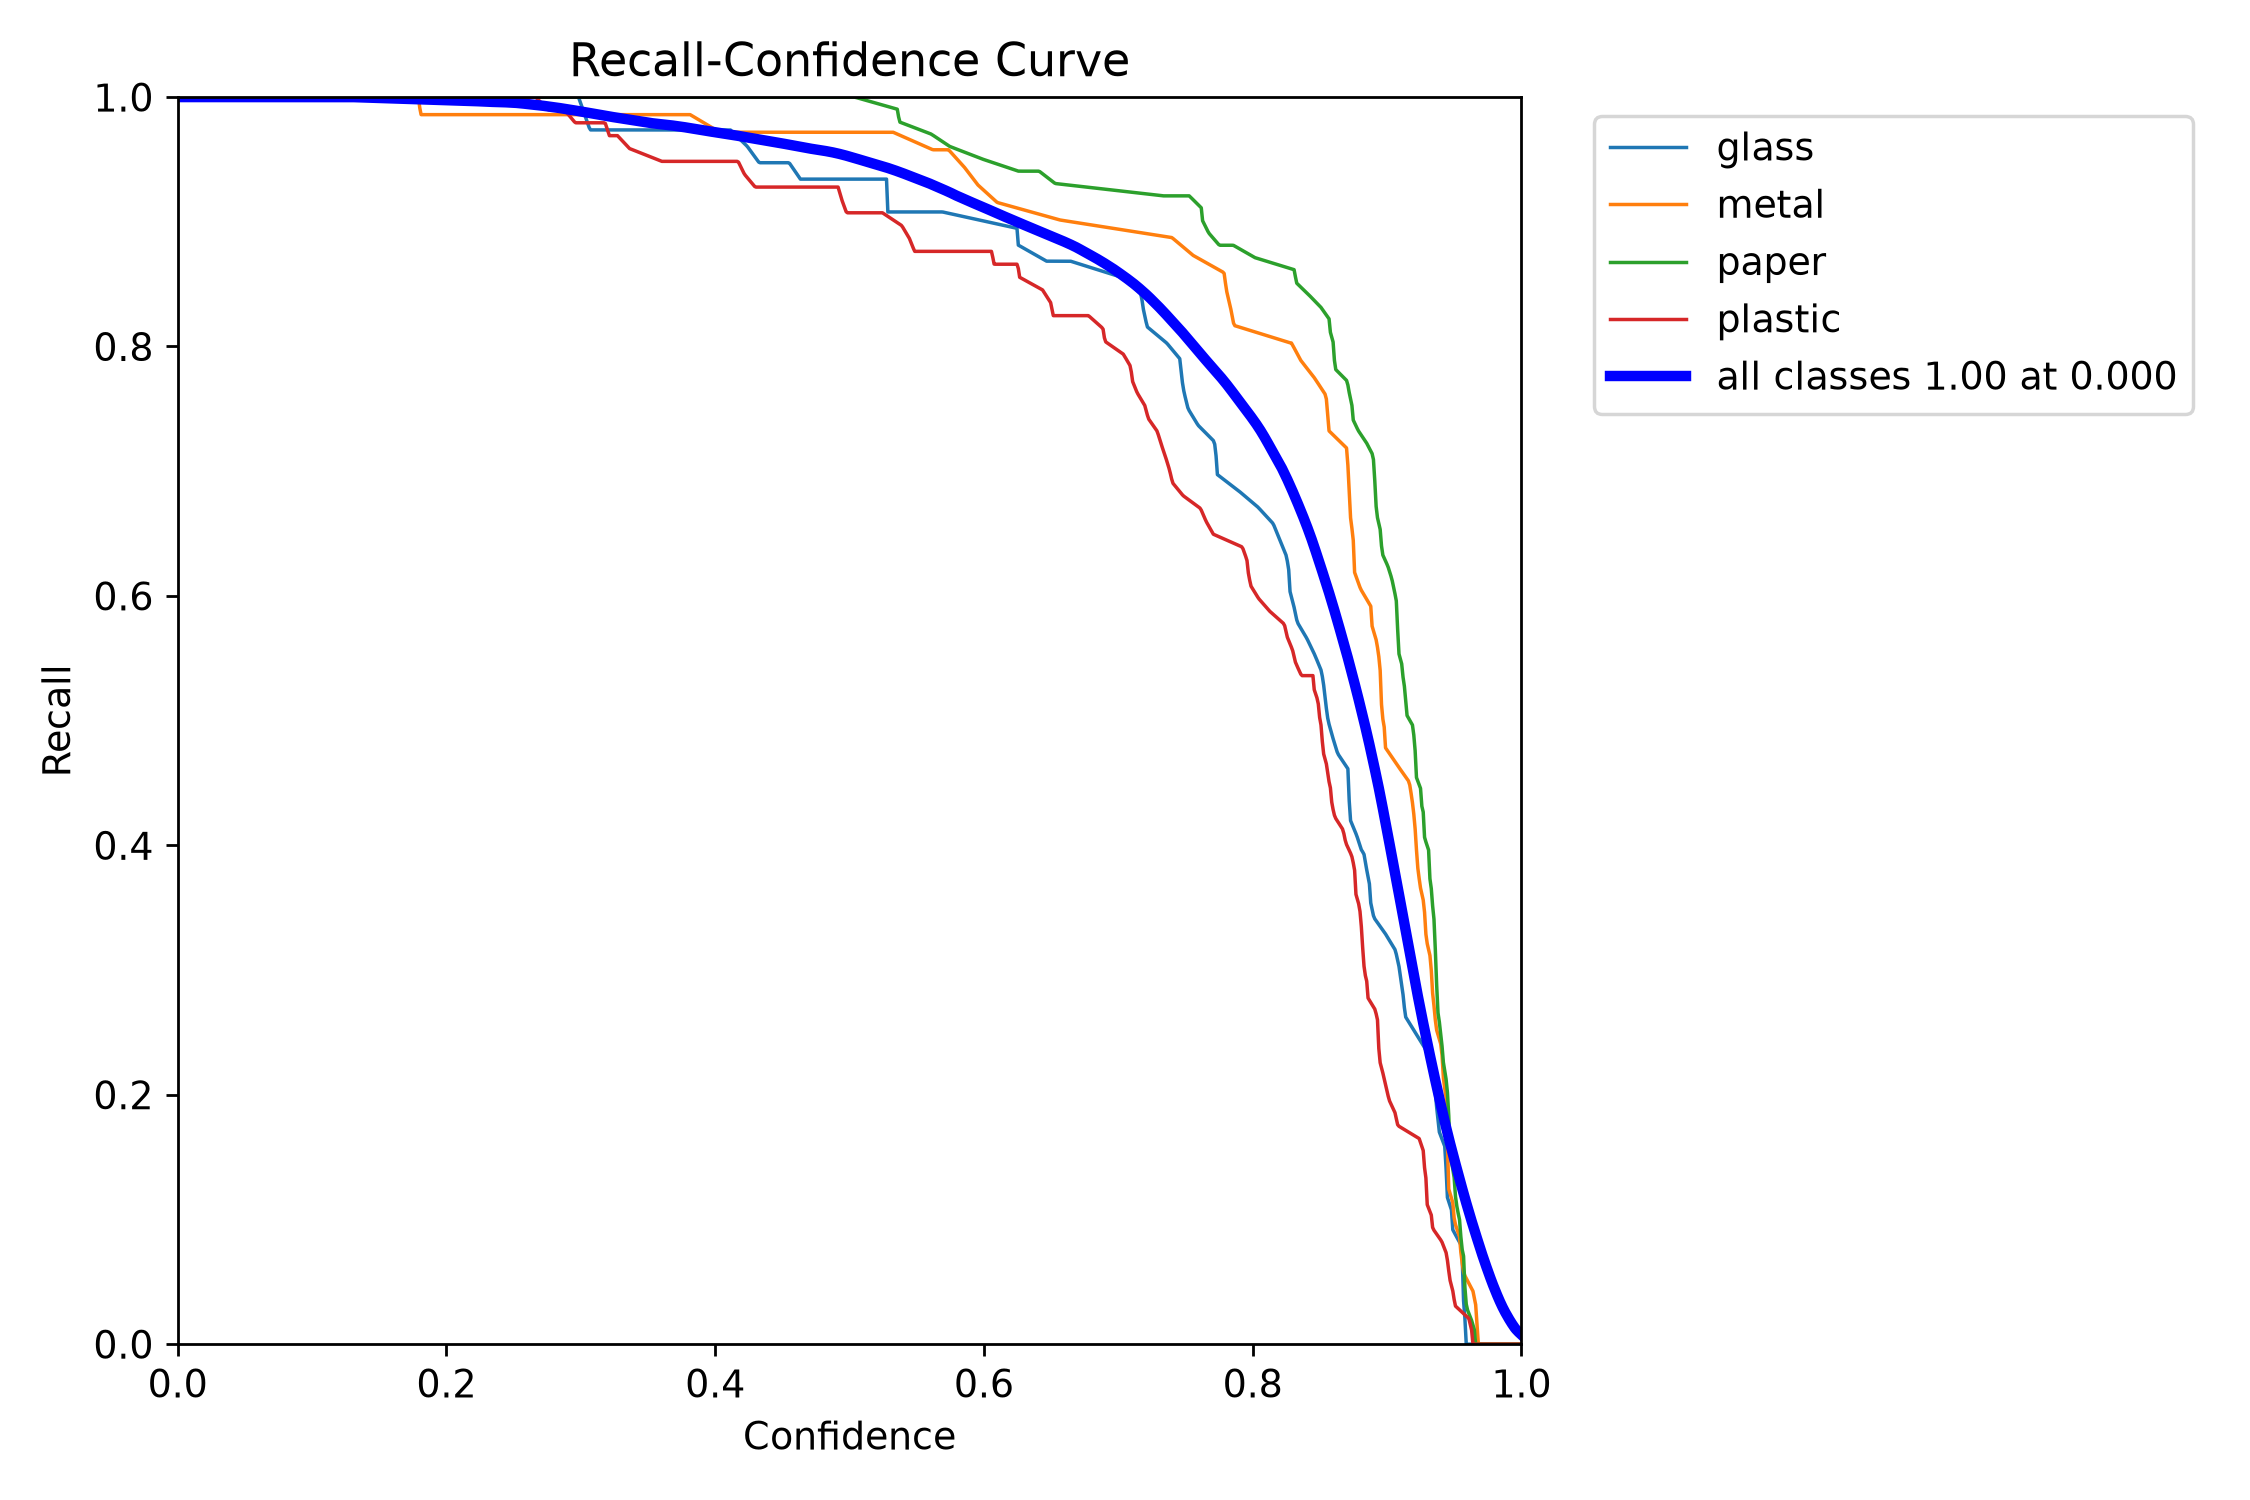 Recall-Confidence Curve
1.0
0.8
0.6
0.4
0.2
0.0
Recall
0.0 0.2 0.4 0.6 0.8 1.0
Confidence
glass
metal
paper
plastic
all classes 1.00 at 0.000